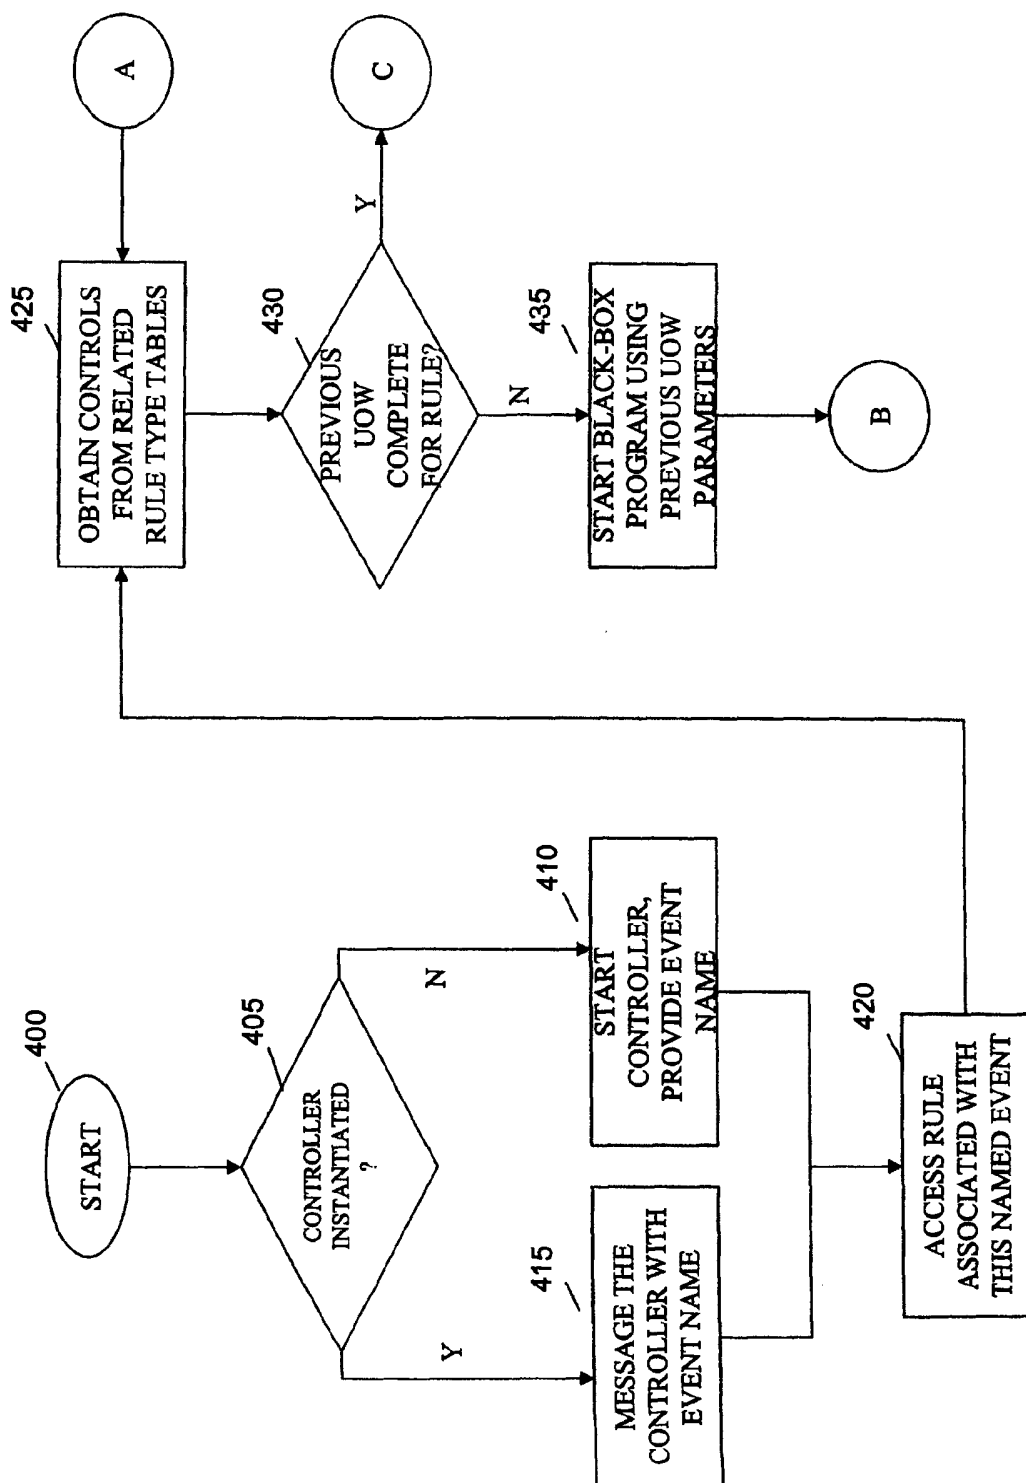 400
START
405
CONTROLLER
INSTANTIATED
?
Y
N
415
MESSAGE THE
CONTROLLER WITH
EVENT NAME
410
START
CONTROLLER,
PROVIDE EVENT
NAME
420
ACCESS RULE
ASSOCIATED WITH
THIS NAMED EVENT
A
425
OBTAIN CONTROLS
FROM RELATED
RULE TYPE TABLES
430
PREVIOUS
UOW
COMPLETE
FOR RULE?
Y
C
N
435
START BLACK-BOX
PROGRAM USING
PREVIOUS UOW
PARAMETERS
B